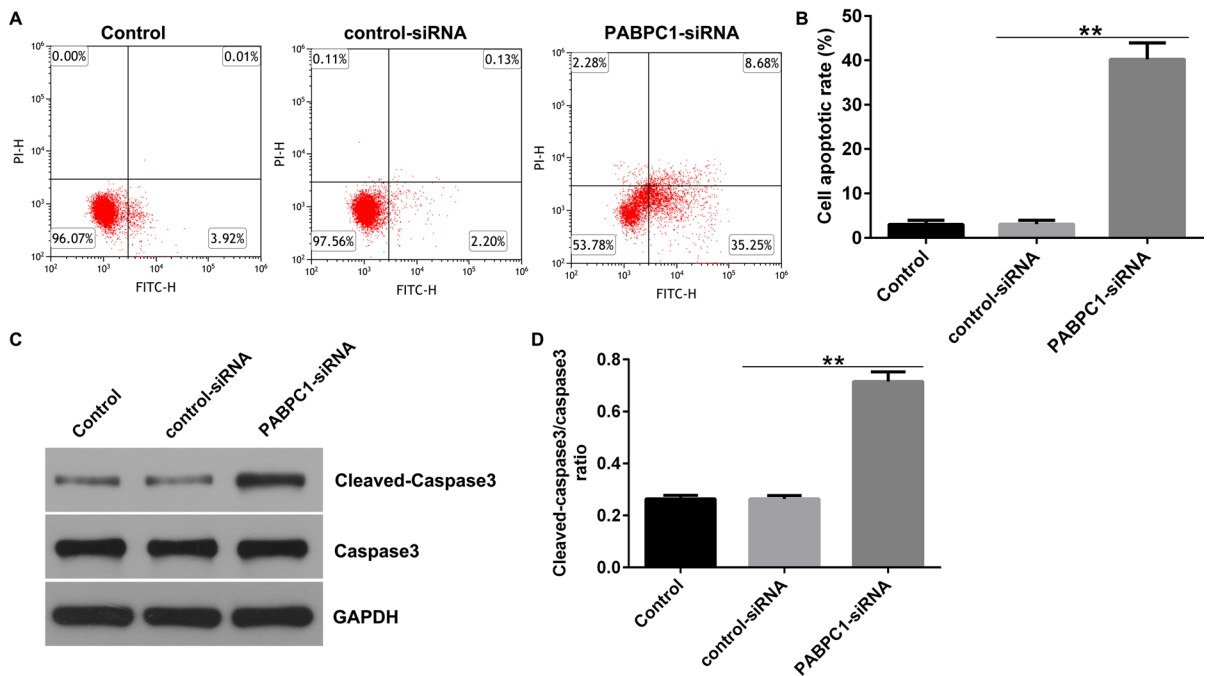 A
Control
control-siRNA
PABPC1-siRNA
0.00%
0.01%
96.07%
3.92%
10⁶
10⁵
10⁴
10³
10²
PI-H
10² 10³ 10⁴ 10⁵ 10⁶
FITC-H
0.11%
0.13%
97.56%
2.20%
10⁶
10⁵
10⁴
10³
10²
PI-H
10² 10³ 10⁴ 10⁵ 10⁶
FITC-H
2.28%
8.68%
53.78%
35.25%
10⁶
10⁵
10⁴
10³
10²
PI-H
10² 10³ 10⁴ 10⁵ 10⁶
FITC-H
B
Cell apoptotic rate (%)
50
40
30
20
10
0
**
Control
control-siRNA
PABPC1-siRNA
C
Control
control-siRNA
PABPC1-siRNA
Cleaved-Caspase3
Caspase3
GAPDH
D
Cleaved-caspase3/caspase3
ratio
0.8
0.6
0.4
0.2
0.0
**
Control
control-siRNA
PABPC1-siRNA